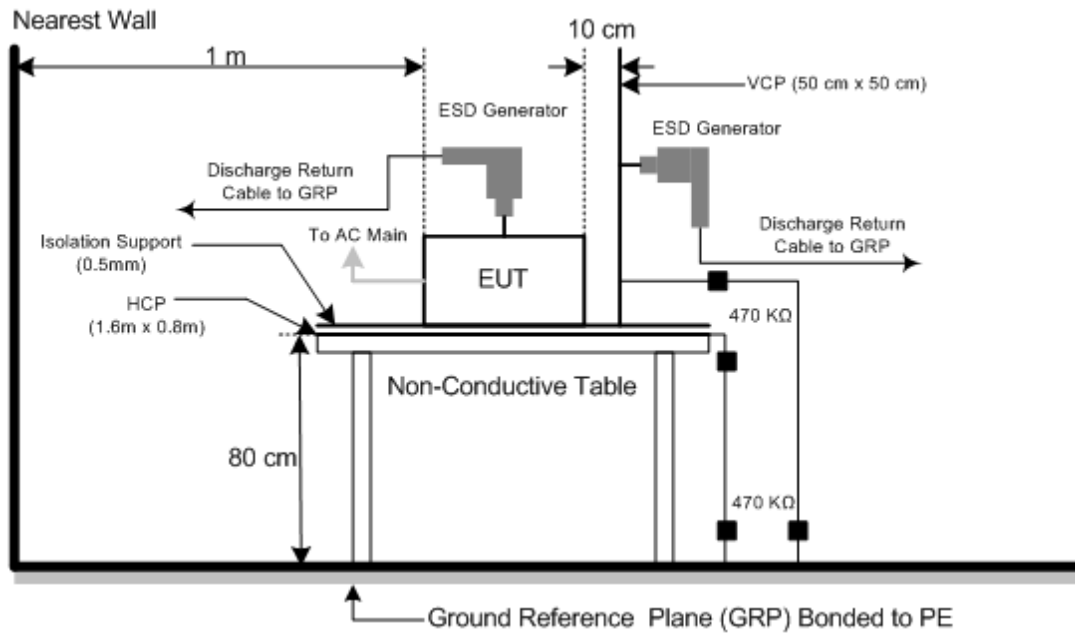 Nearest Wall
10 cm
1 m
VCP (50 cm x 50 cm)
ESD Generator
ESD Generator
Discharge Return
Cable to GRP
To AC Main
Discharge Return
Cable to GRP
Isolation Support
(0.5mm)
EUT
HCP
(1.6m x 0.8m)
470 KΩ
Non-Conductive Table
80 cm
470 KΩ
Ground Reference Plane (GRP) Bonded to PE